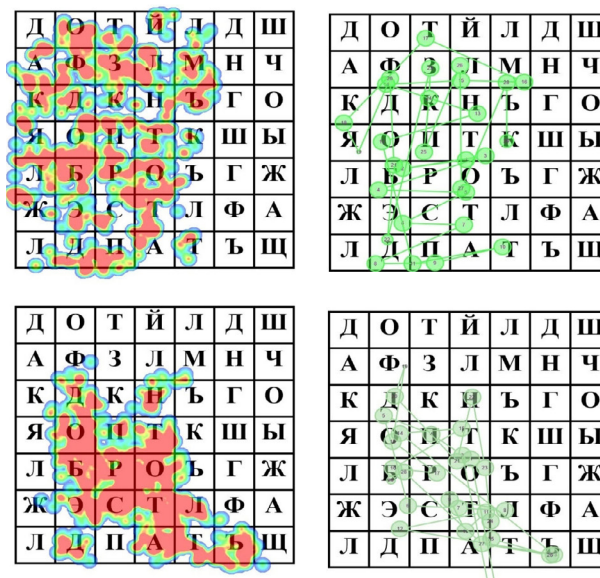 Д О Т Й Л Д Ш
А Ф З Л М Н Ч
К Д К Н Ъ Г О
Я О П Т К Ш Ы
Л Б Р О Ъ Г Ж
Ж Э С Т Л Ф А
Л Д П А Т Ъ Щ
Д О Т Й Л Д Ш
А Ф З Л М Н Ч
К Д К Н Ъ Г О
Я О П Т К Ш Ы
Л Б Р О Ъ Г Ж
Ж Э С Т Л Ф А
Л Д П А Т Ъ Щ
Д О Т Й Л Д Ш
А Ф З Л М Н Ч
К Д К Н Ъ Г О
Я О П Т К Ш Ы
Л Б Р О Ъ Г Ж
Ж Э С Т Л Ф А
Л Д П А Т Ъ Щ
Д О Т Й Л Д Ш
А Ф З Л М Н Ч
К Д К Н Ъ Г О
Я О П Т К Ш Ы
Л Б Р О Ъ Г Ж
Ж Э С Т Л Ф А
Л Д П А Т Ъ Щ